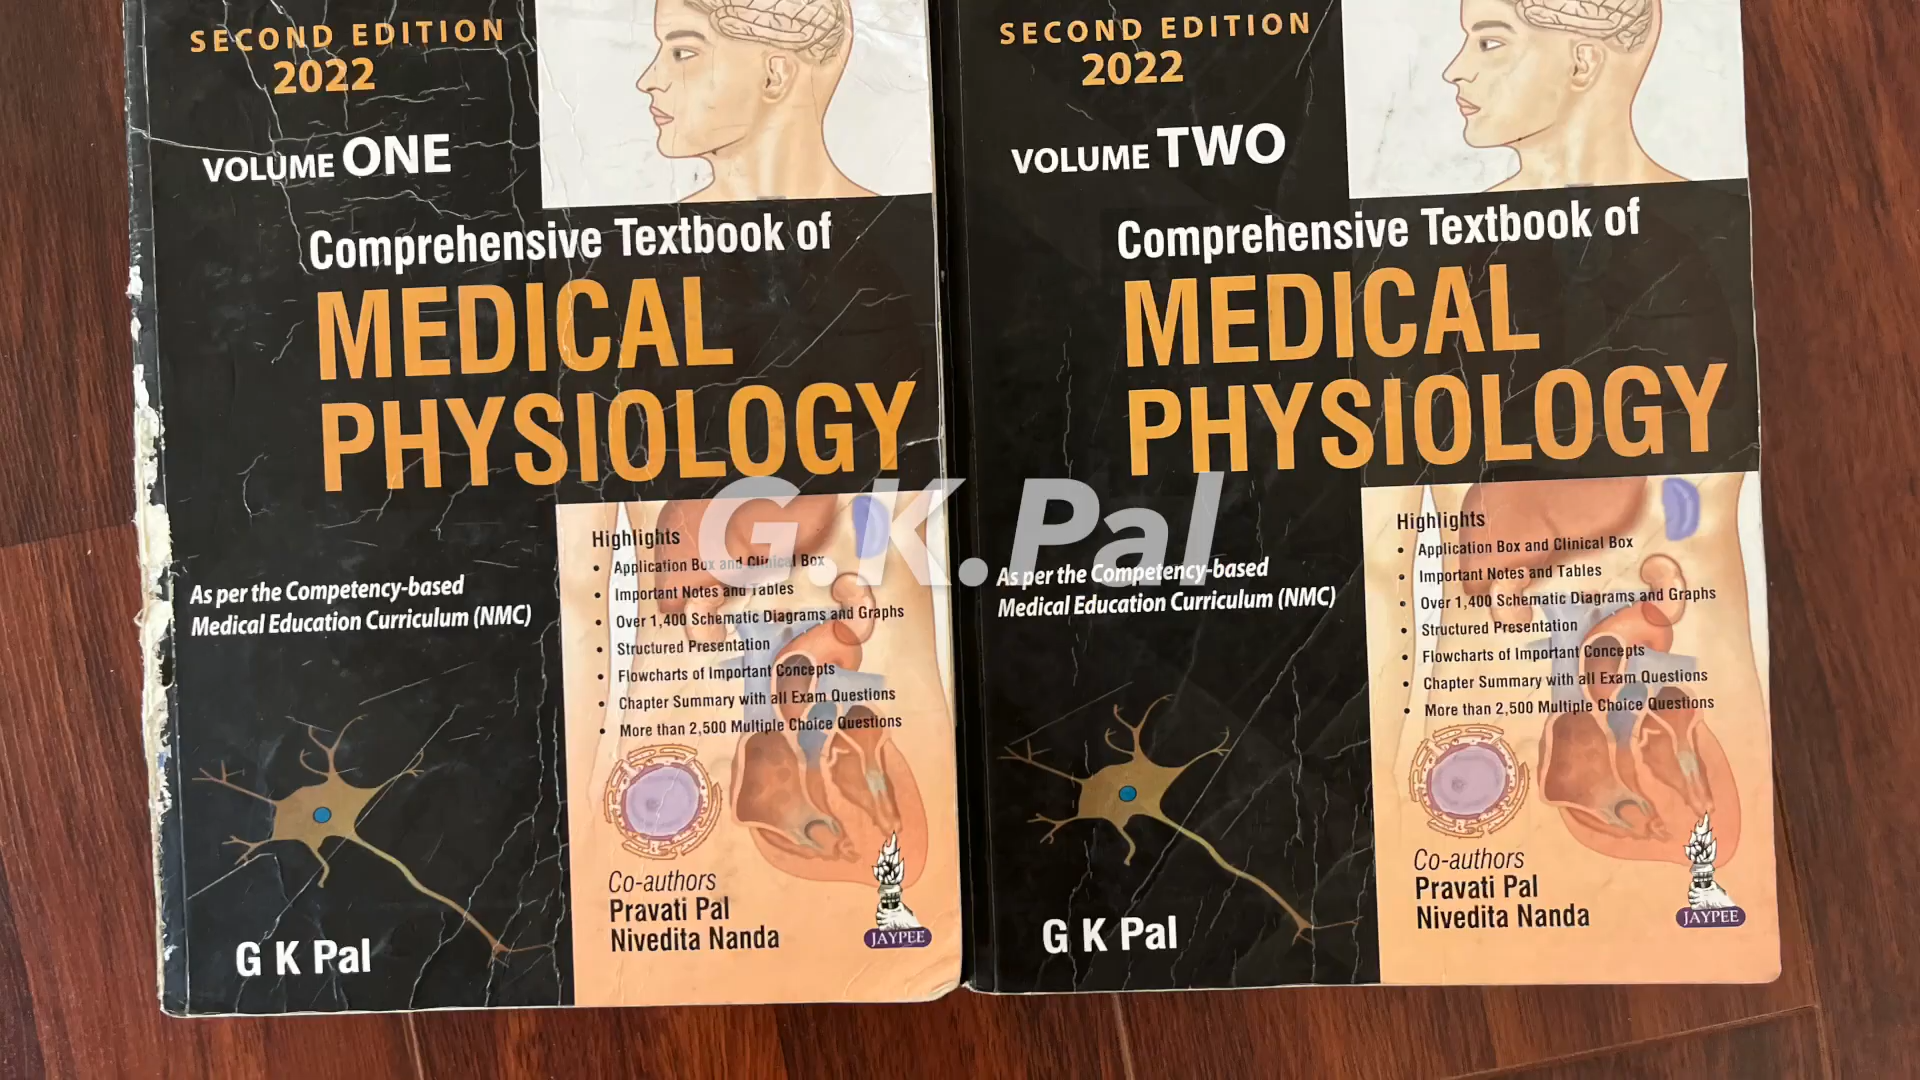 SECOND EDITION
2022
VOLUME ONE
Comprehensive Textbook of
MEDICAL
PHYSIOLOGY
As per the Competency-based
Medical Education Curriculum (NMC)
Highlights
• Application Box and Clinical Box
• Important Notes and Tables
• Over 1,400 Schematic Diagrams and Graphs
• Structured Presentation
• Flowcharts of Important Concepts
• Chapter Summary with all Exam Questions
• More than 2,500 Multiple Choice Questions
Co-authors
Pravati Pal
Nivedita Nanda
G K Pal
JAYPEE
SECOND EDITION
2022
VOLUME TWO
Comprehensive Textbook of
MEDICAL
PHYSIOLOGY
As per the Competency-based
Medical Education Curriculum (NMC)
Highlights
• Application Box and Clinical Box
• Important Notes and Tables
• Over 1,400 Schematic Diagrams and Graphs
• Structured Presentation
• Flowcharts of Important Concepts
• Chapter Summary with all Exam Questions
• More than 2,500 Multiple Choice Questions
Co-authors
Pravati Pal
Nivedita Nanda
G K Pal
JAYPEE
G.K.Pal